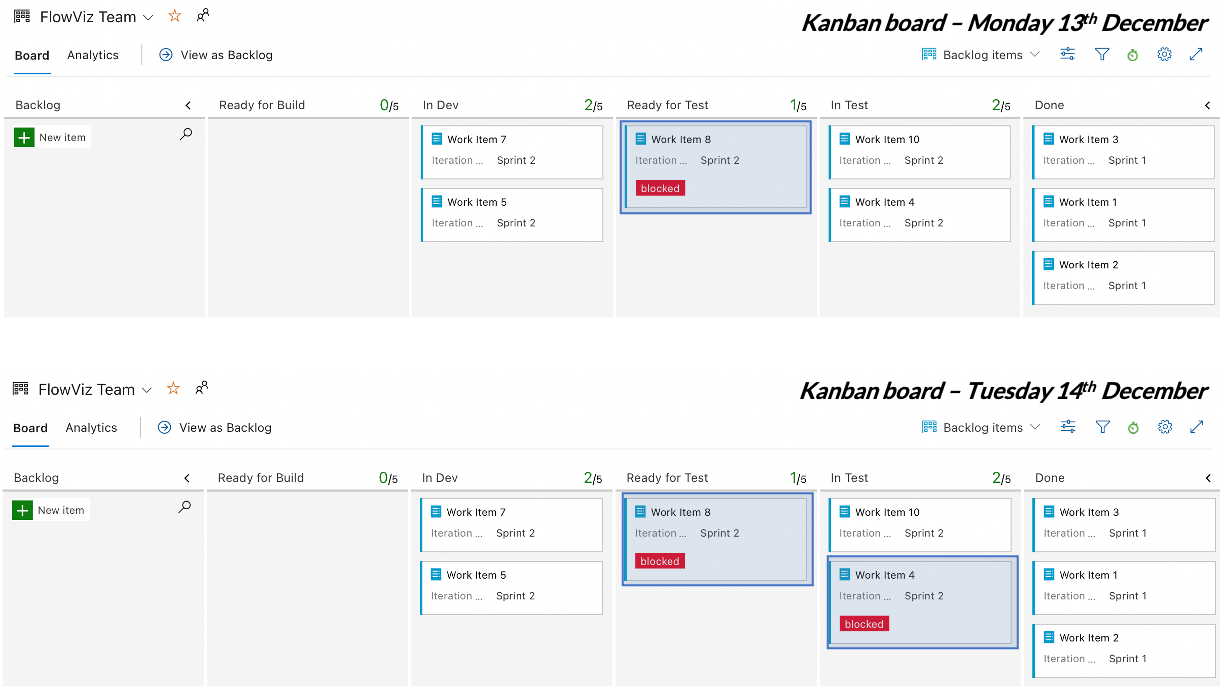 FlowViz Team
Kanban board – Monday 13th December
Board Analytics View as Backlog Backlog items
Backlog Ready for Build 0/5 In Dev 2/5 Ready for Test 1/5 In Test 2/5 Done
New item Work Item 7 Work Item 8 Work Item 10 Work Item 3
Iteration ... Sprint 2 Iteration ... Sprint 2 Iteration ... Sprint 2 Iteration ... Sprint 1
blocked
Work Item 5 Work Item 4 Work Item 1
Iteration ... Sprint 2 Iteration ... Sprint 2 Iteration ... Sprint 1
Work Item 2
Iteration ... Sprint 1
FlowViz Team
Kanban board – Tuesday 14th December
Board Analytics View as Backlog Backlog items
Backlog Ready for Build 0/5 In Dev 2/5 Ready for Test 1/5 In Test 2/5 Done
New item Work Item 7 Work Item 8 Work Item 10 Work Item 3
Iteration ... Sprint 2 Iteration ... Sprint 2 Iteration ... Sprint 2 Iteration ... Sprint 1
blocked
Work Item 5 Work Item 4 Work Item 1
Iteration ... Sprint 2 Iteration ... Sprint 2 Iteration ... Sprint 1
blocked
Work Item 2
Iteration ... Sprint 1